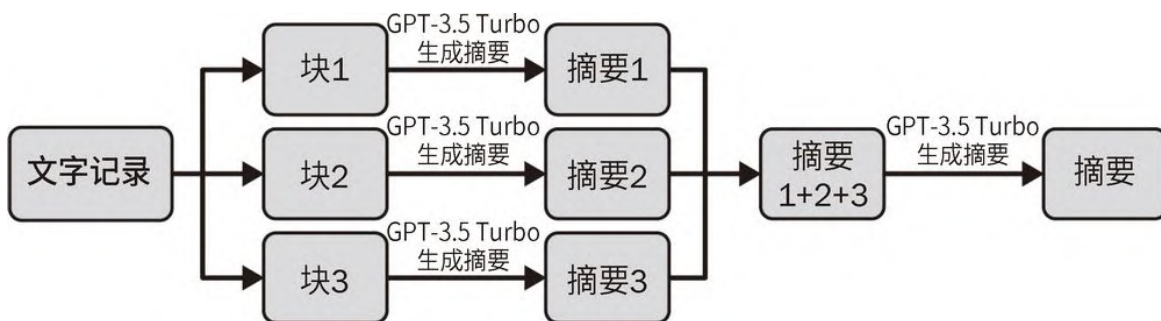 文字记录
块1
GPT-3.5 Turbo
生成摘要
摘要1
块2
GPT-3.5 Turbo
生成摘要
摘要2
块3
GPT-3.5 Turbo
生成摘要
摘要3
摘要
1+2+3
GPT-3.5 Turbo
生成摘要
摘要